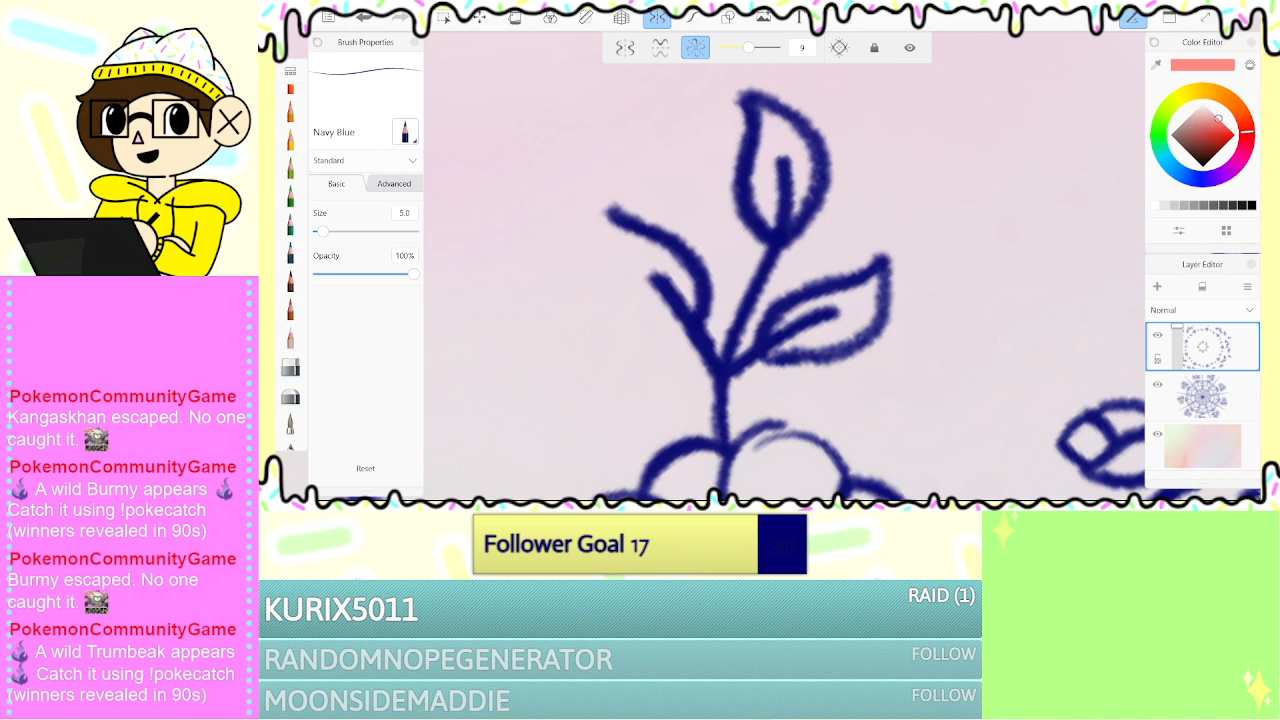 Brush Properties
Navy Blue
Standard
Basic
Advanced
Size
5.0
Opacity
100%
Reset
9
Color Editor
Layer Editor
Normal
PokemonCommunityGame
Kangaskhan escaped. No one
caught it.
PokemonCommunityGame
A wild Burmy appears
Catch it using !pokecatch
(winners revealed in 90s)
PokemonCommunityGame
Burmy escaped. No one
caught it.
PokemonCommunityGame
A wild Trumbeak appears
Catch it using !pokecatch
(winners revealed in 90s)
Follower Goal 17
KURIX5011
RAID (1)
RANDOMNOPEGENERATOR
FOLLOW
MOONSIDEMADDIE
FOLLOW